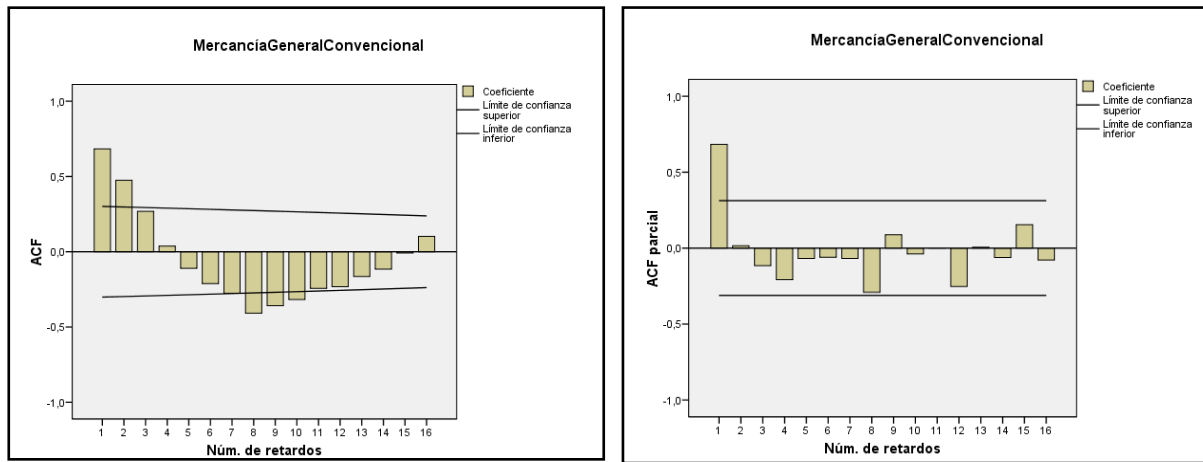 MercancíaGeneralConvencional
Coeficiente
Límite de confianza
superior
Límite de confianza
inferior
1,0
0,5
0,0
-0,5
-1,0
ACF
1 2 3 4 5 6 7 8 9 10 11 12 13 14 15 16
Núm. de retardos
MercancíaGeneralConvencional
Coeficiente
Límite de confianza
superior
Límite de confianza
inferior
1,0
0,5
0,0
-0,5
-1,0
ACF parcial
1 2 3 4 5 6 7 8 9 10 11 12 13 14 15 16
Núm. de retardos